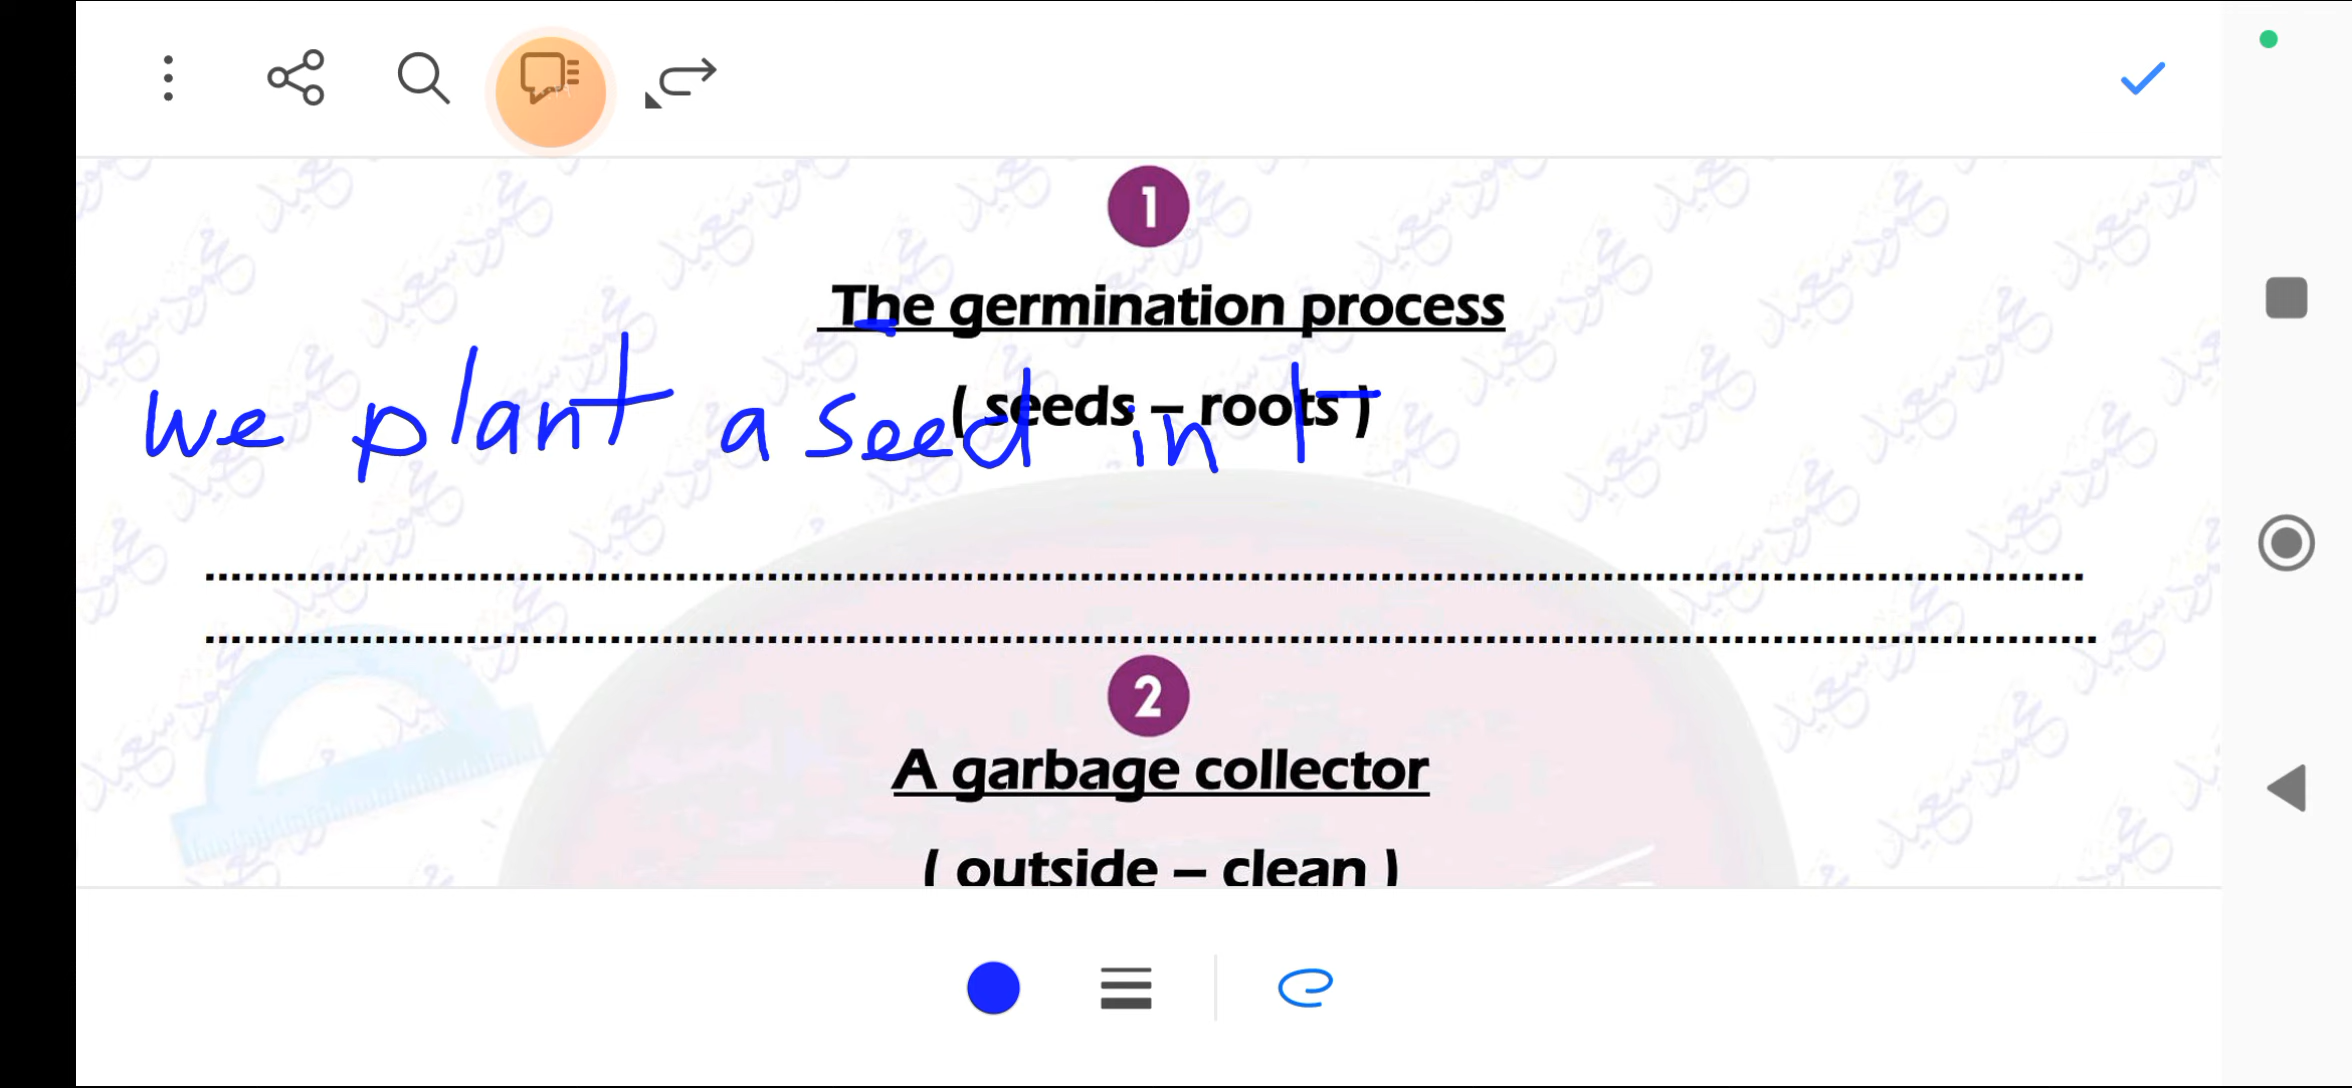 1
The germination process
( seeds – roots )
we plant a seed in
2
A garbage collector
( outside – clean )